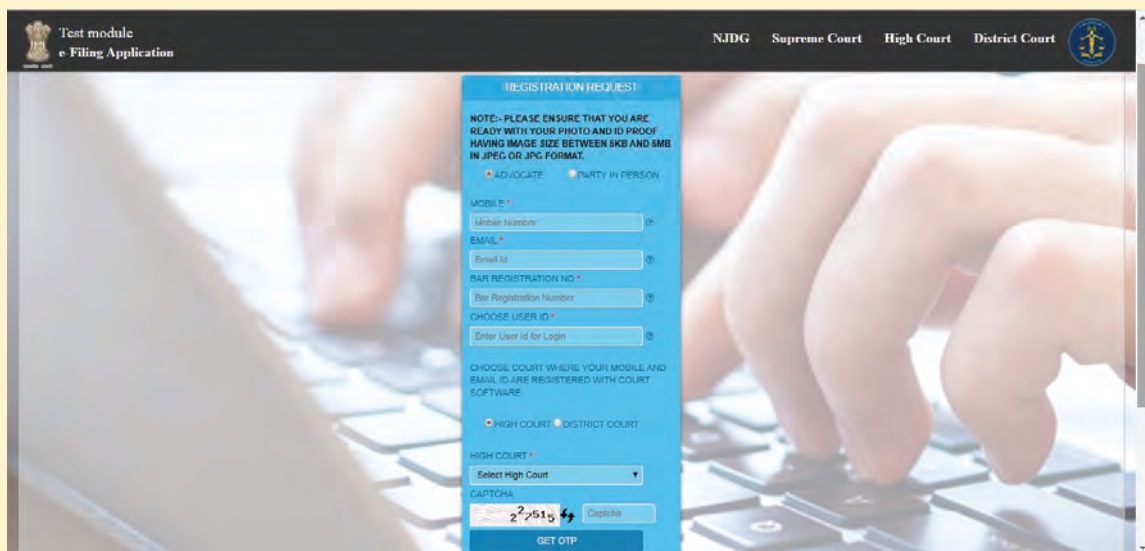 Test module
e-Filing Application
NJDG Supreme Court High Court District Court
REGISTRATION REQUEST
NOTE:- PLEASE ENSURE THAT YOU ARE
READY WITH YOUR PHOTO AND ID PROOF
HAVING IMAGE SIZE BETWEEN 5KB AND 5MB
IN JPEG OR JPG FORMAT.
ADVOCATE PARTY IN PERSON
MOBILE *
Mobile Number
EMAIL *
Email Id
BAR REGISTRATION NO *
Bar Registration Number
CHOOSE USER ID *
Enter User Id for Login
CHOOSE COURT WHERE YOUR MOBILE AND
EMAIL ID ARE REGISTERED WITH COURT
SOFTWARE.
HIGH COURT DISTRICT COURT
HIGH COURT *
Select High Court
CAPTCHA
227515 Captcha
GET OTP